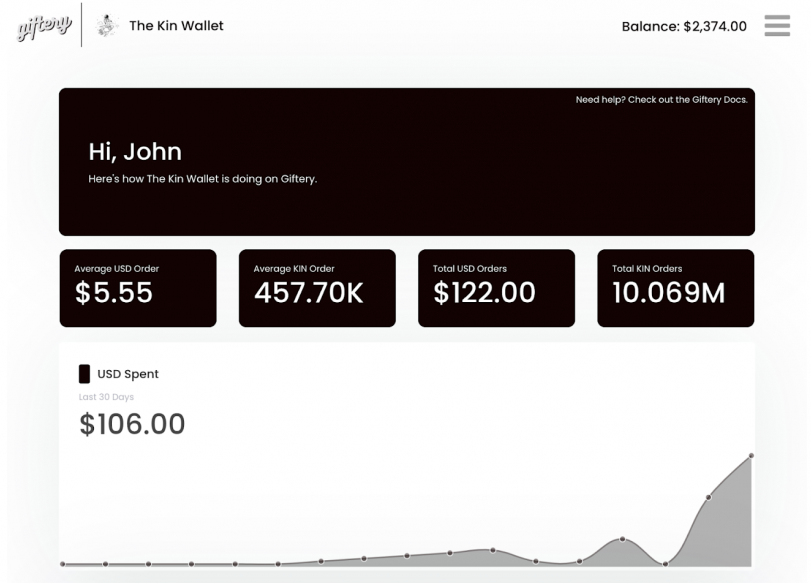 giftery
The Kin Wallet
Balance: $2,374.00
Need help? Check out the Giftery Docs.
Hi, John
Here's how The Kin Wallet is doing on Giftery.
Average USD Order
$5.55
Average KIN Order
457.70K
Total USD Orders
$122.00
Total KIN Orders
10.069M
USD Spent
Last 30 Days
$106.00